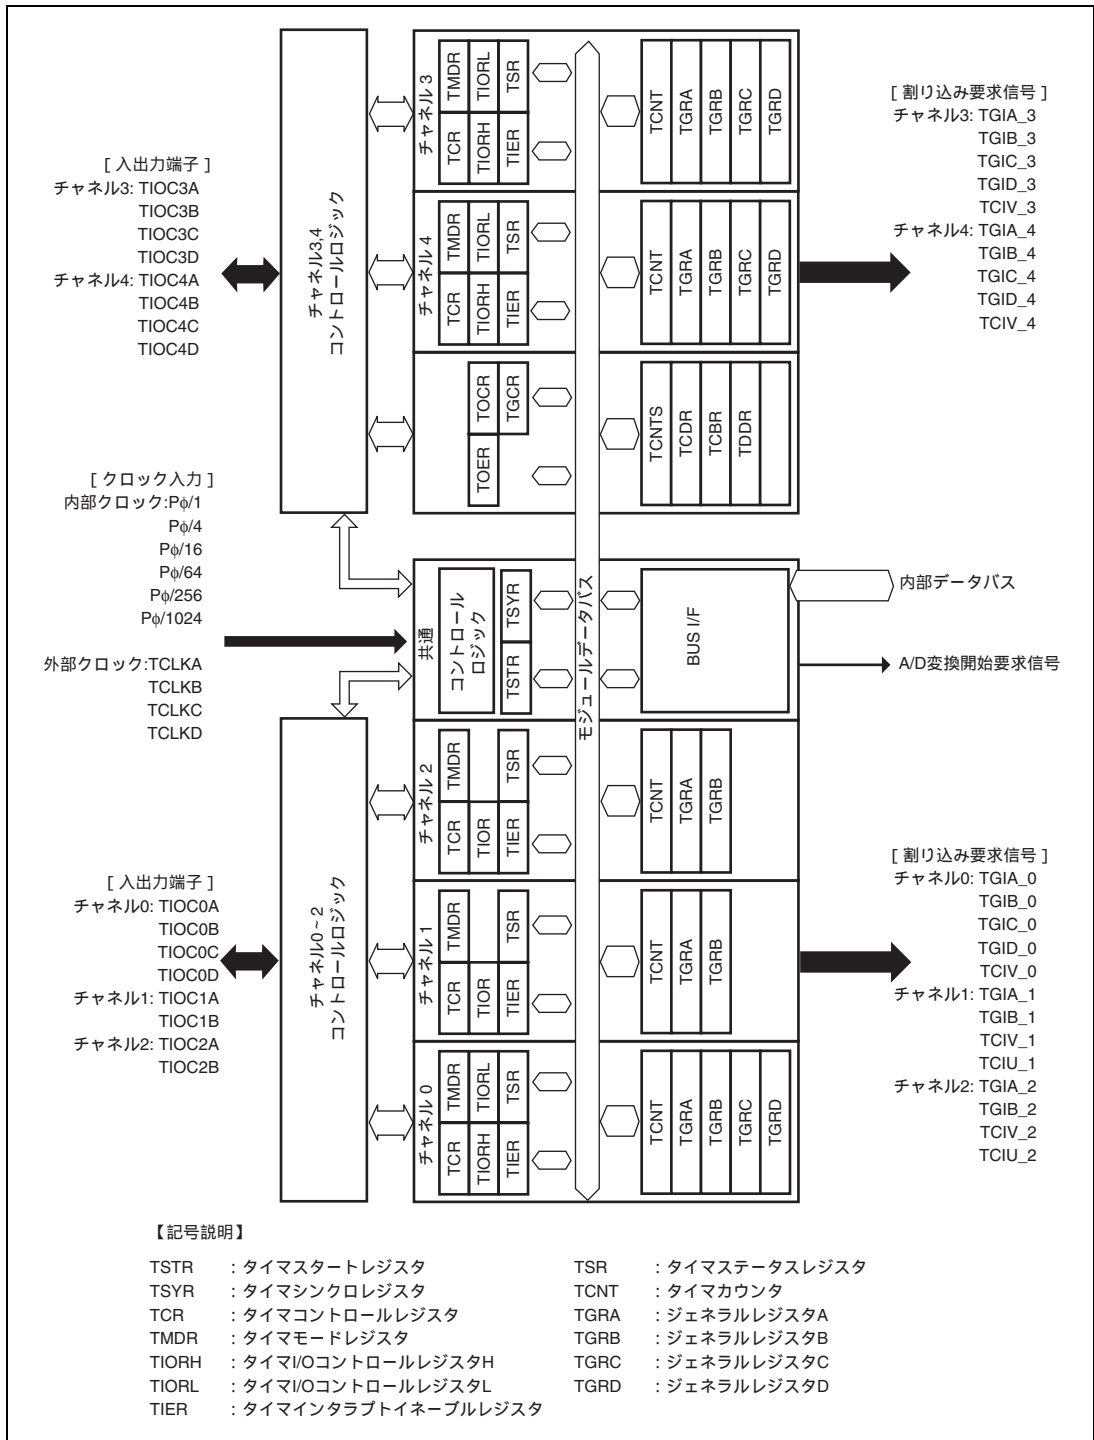 [ 入出力端子 ]
チャネル3: TIOC3A
TIOC3B
TIOC3C
TIOC3D
チャネル4: TIOC4A
TIOC4B
TIOC4C
TIOC4D
[ クロック入力 ]
内部クロック:Pφ/1
Pφ/4
Pφ/16
Pφ/64
Pφ/256
Pφ/1024
外部クロック:TCLKA
TCLKB
TCLKC
TCLKD
[ 入出力端子 ]
チャネル0: TIOC0A
TIOC0B
TIOC0C
TIOC0D
チャネル1: TIOC1A
TIOC1B
チャネル2: TIOC2A
TIOC2B
チャネル3,4
コントロールロジック
チャネル0~2
コントロールロジック
チャネル 3
TCR
TMDR
TIORH
TIORL
TIER
TSR
TCNT
TGRA
TGRB
TGRC
TGRD
チャネル 4
TCR
TMDR
TIORH
TIORL
TIER
TSR
TCNT
TGRA
TGRB
TGRC
TGRD
TOER
TOCR
TGCR
TCNTS
TCDR
TCBR
TDDR
共通
コントロール
ロジック
TSTR
TSYR
モジュールデータバス
BUS I/F
チャネル 2
TCR
TMDR
TIOR
TIER
TSR
TCNT
TGRA
TGRB
チャネル 1
TCR
TMDR
TIOR
TIER
TSR
TCNT
TGRA
TGRB
チャネル 0
TCR
TMDR
TIORH
TIORL
TIER
TSR
TCNT
TGRA
TGRB
TGRC
TGRD
[ 割り込み要求信号 ]
チャネル3: TGIA_3
TGIB_3
TGIC_3
TGID_3
TCIV_3
チャネル4: TGIA_4
TGIB_4
TGIC_4
TGID_4
TCIV_4
内部データバス
A/D変換開始要求信号
[ 割り込み要求信号 ]
チャネル0: TGIA_0
TGIB_0
TGIC_0
TGID_0
TCIV_0
チャネル1: TGIA_1
TGIB_1
TCIV_1
TCIU_1
チャネル2: TGIA_2
TGIB_2
TCIV_2
TCIU_2
【記号説明】
TSTR : タイマスタートレジスタ
TSYR : タイマシンクロレジスタ
TCR : タイマコントロールレジスタ
TMDR : タイマモードレジスタ
TIORH : タイマI/OコントロールレジスタH
TIORL : タイマI/OコントロールレジスタL
TIER : タイマインタラプトイネーブルレジスタ
TSR : タイマステータスレジスタ
TCNT : タイマカウンタ
TGRA : ジェネラルレジスタA
TGRB : ジェネラルレジスタB
TGRC : ジェネラルレジスタC
TGRD : ジェネラルレジスタD